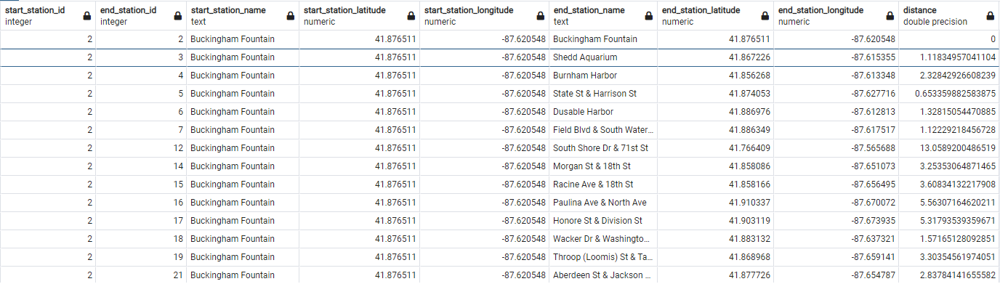 start_station_id end_station_id start_station_name start_station_latitude start_station_longitude end_station_name end_station_latitude end_station_longitude distance
integer integer text numeric numeric text numeric numeric double precision
2 2 Buckingham Fountain 41.876511 -87.620548 Buckingham Fountain 41.876511 -87.620548 0
2 3 Buckingham Fountain 41.876511 -87.620548 Shedd Aquarium 41.867226 -87.615355 1.11834957041104
2 4 Buckingham Fountain 41.876511 -87.620548 Burnham Harbor 41.856268 -87.613348 2.32842926608239
2 5 Buckingham Fountain 41.876511 -87.620548 State St & Harrison St 41.874053 -87.627716 0.653359882583875
2 6 Buckingham Fountain 41.876511 -87.620548 Dusable Harbor 41.886976 -87.612813 1.32815054470885
2 7 Buckingham Fountain 41.876511 -87.620548 Field Blvd & South Water... 41.886349 -87.617517 1.12229218456728
2 12 Buckingham Fountain 41.876511 -87.620548 South Shore Dr & 71st St 41.766409 -87.565688 13.0589200486519
2 14 Buckingham Fountain 41.876511 -87.620548 Morgan St & 18th St 41.858086 -87.651073 3.25353064871465
2 15 Buckingham Fountain 41.876511 -87.620548 Racine Ave & 18th St 41.858166 -87.656495 3.60834132217908
2 16 Buckingham Fountain 41.876511 -87.620548 Paulina Ave & North Ave 41.910337 -87.670072 5.56307164620211
2 17 Buckingham Fountain 41.876511 -87.620548 Honore St & Division St 41.903119 -87.673935 5.31793539359671
2 18 Buckingham Fountain 41.876511 -87.620548 Wacker Dr & Washingto... 41.883132 -87.637321 1.57165128092851
2 19 Buckingham Fountain 41.876511 -87.620548 Throop (Loomis) St & Ta... 41.868968 -87.659141 3.30354561974051
2 21 Buckingham Fountain 41.876511 -87.620548 Aberdeen St & Jackson ... 41.877726 -87.654787 2.83784141655582